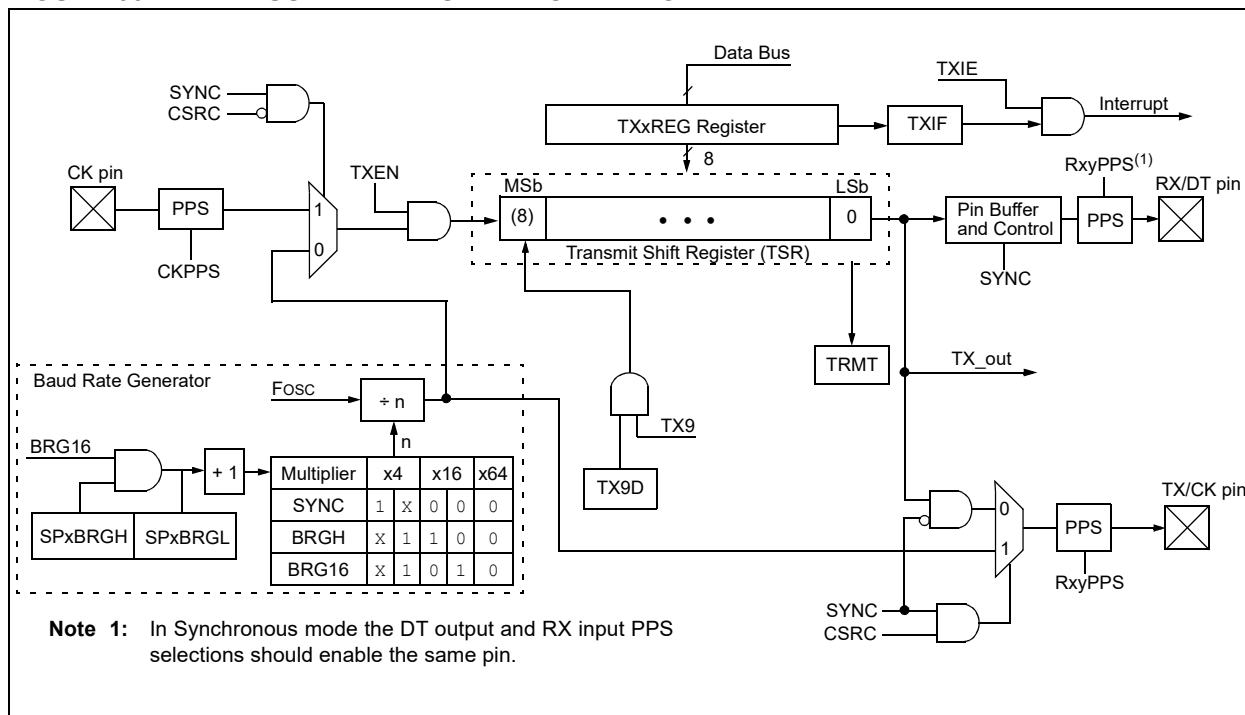 Data Bus
TXIE
SYNC
CSRC
Interrupt
TXxREG Register
TXIF
8
RxyPPS(1)
CK pin
TXEN
MSb
LSb
RX/DT pin
PPS
1
(8)
• • •
0
Pin Buffer
and Control
PPS
0
Transmit Shift Register (TSR)
CKPPS
SYNC
TRMT
TX_out
Baud Rate Generator
FOSC
÷ n
TX9
n
BRG16
+ 1
Multiplier x4 x16 x64
TX9D
TX/CK pin
SYNC 1 X 0 0 0
SPxBRGH SPxBRGL
BRGH X 1 1 0 0
BRG16 X 1 0 1 0
0
PPS
1
RxyPPS
SYNC
CSRC
Note 1: In Synchronous mode the DT output and RX input PPS
selections should enable the same pin.